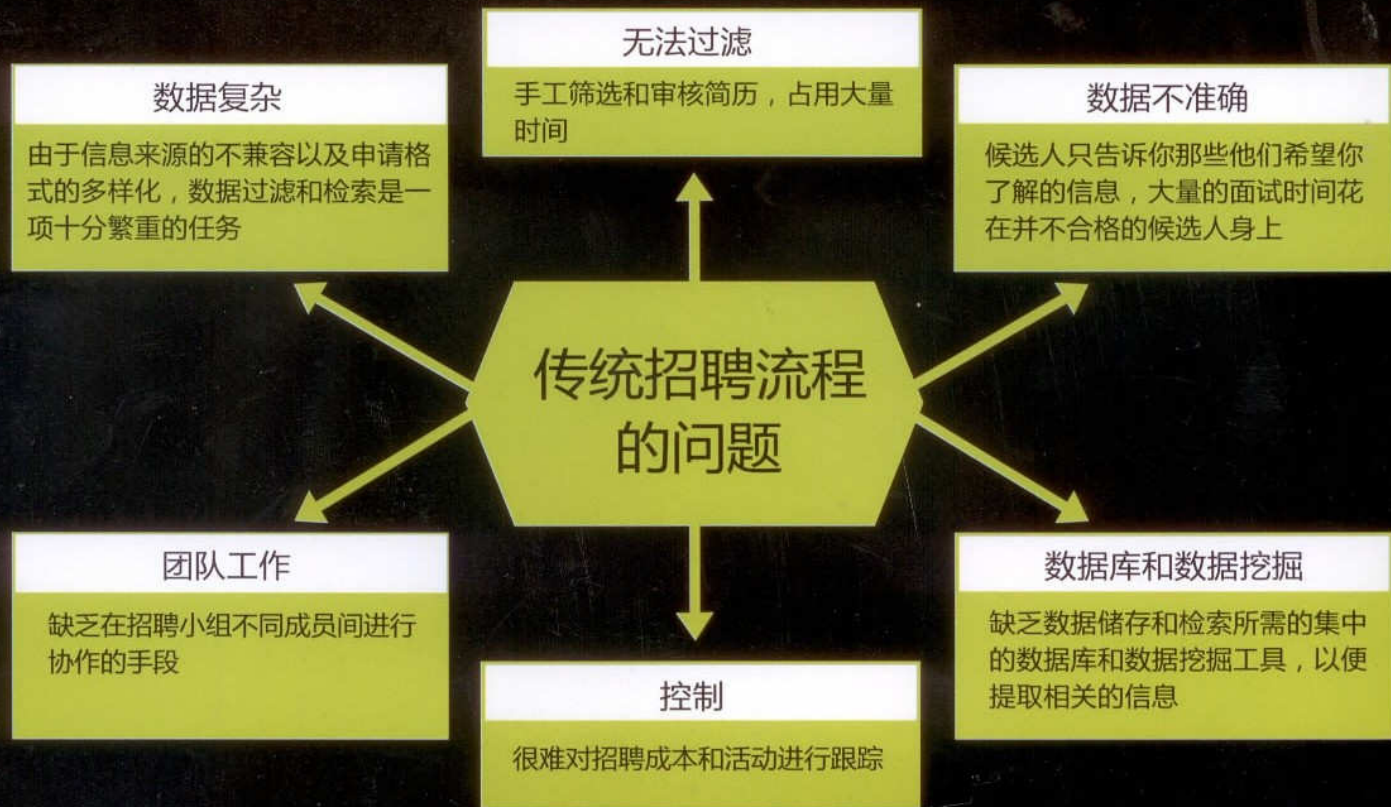 无法过滤
手工筛选和审核简历，占用大量
时间
数据复杂
由于信息来源的不兼容以及申请格
式的多样化，数据过滤和检索是一
项十分繁重的任务
数据不准确
候选人只告诉你那些他们希望你
了解的信息，大量的面试时间花
在并不合格的候选人身上
传统招聘流程
的问题
团队工作
缺乏在招聘小组不同成员间进行
协作的手段
控制
很难对招聘成本和活动进行跟踪
数据库和数据挖掘
缺乏数据储存和检索所需的集中
的数据库和数据挖掘工具，以便
提取相关的信息